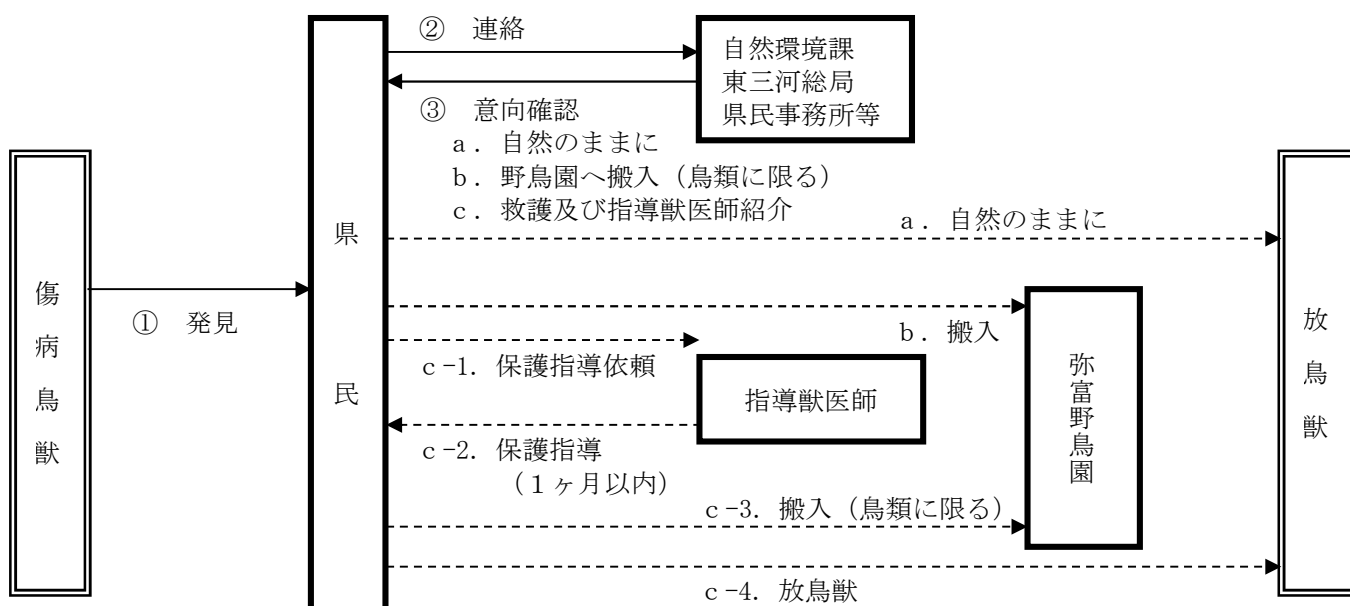 ② 連絡
自然環境課
東三河総局
県民事務所等
③ 意向確認
a．自然のままに
b．野鳥園へ搬入（鳥類に限る）
c．救護及び指導獣医師紹介
a．自然のままに
県民
傷病鳥獣
① 発見
b．搬入
c-1．保護指導依頼
指導獣医師
弥富野鳥園
放鳥獣
c-2．保護指導
（１ヶ月以内）
c-3．搬入（鳥類に限る）
c-4．放鳥獣